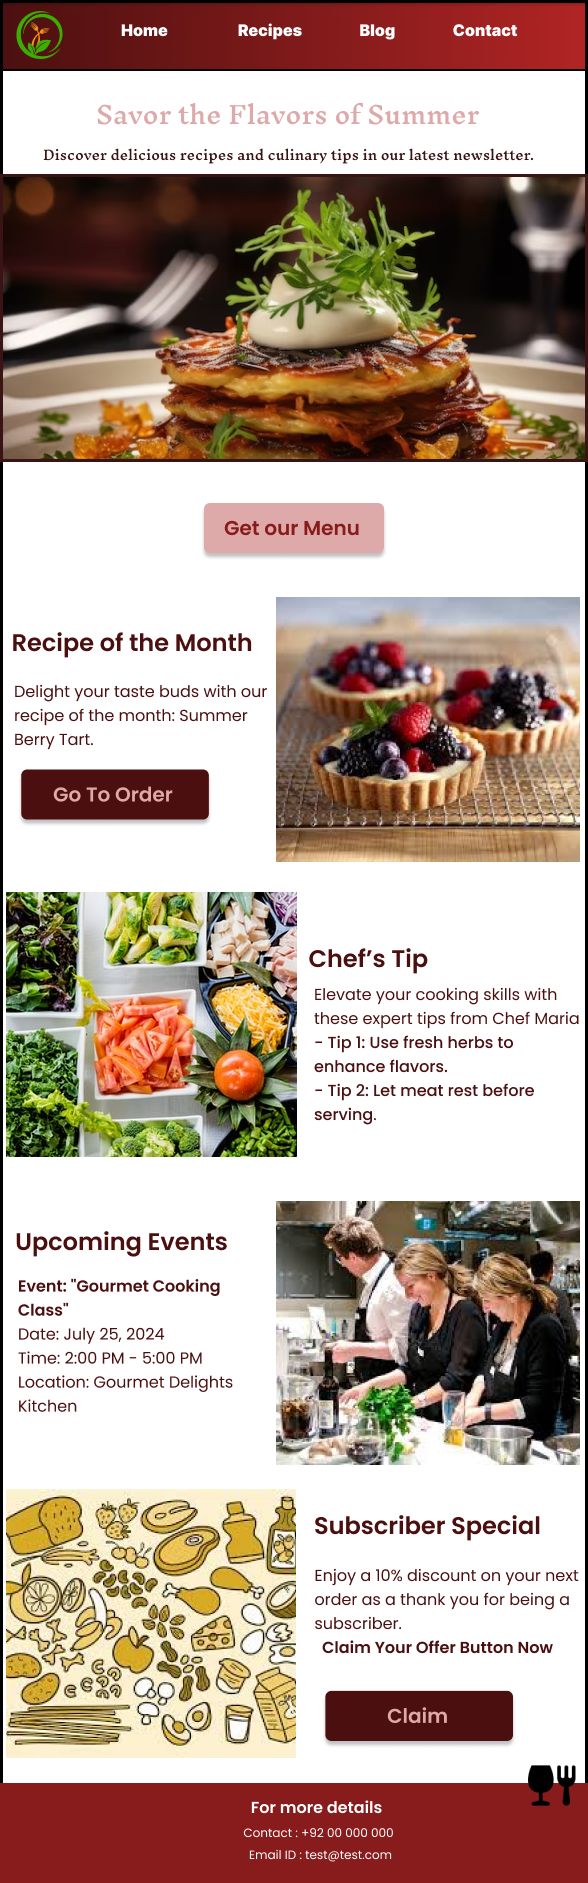 Home Recipes Blog Contact
Savor the Flavors of Summer
Discover delicious recipes and culinary tips in our latest newsletter.
Get our Menu
Recipe of the Month
Delight your taste buds with our
recipe of the month: Summer
Berry Tart.
Go To Order
Chef’s Tip
Elevate your cooking skills with
these expert tips from Chef Maria
- Tip 1: Use fresh herbs to
enhance flavors.
- Tip 2: Let meat rest before
serving.
Upcoming Events
Event: "Gourmet Cooking
Class"
Date: July 25, 2024
Time: 2:00 PM - 5:00 PM
Location: Gourmet Delights
Kitchen
Subscriber Special
Enjoy a 10% discount on your next
order as a thank you for being a
subscriber.
Claim Your Offer Button Now
Claim
For more details
Contact : +92 00 000 000
Email ID : test@test.com